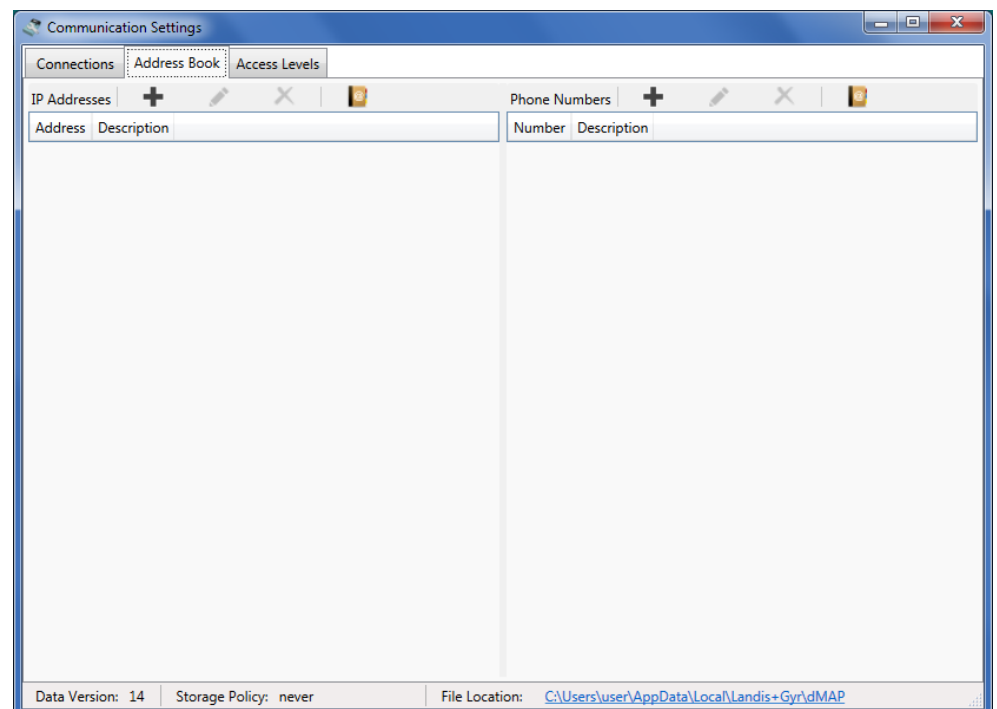 Communication Settings
Connections Address Book Access Levels
IP Addresses
Address Description
Phone Numbers
Number Description
Data Version: 14 Storage Policy: never File Location: C:\Users\user\AppData\Local\Landis+Gyr\dMAP